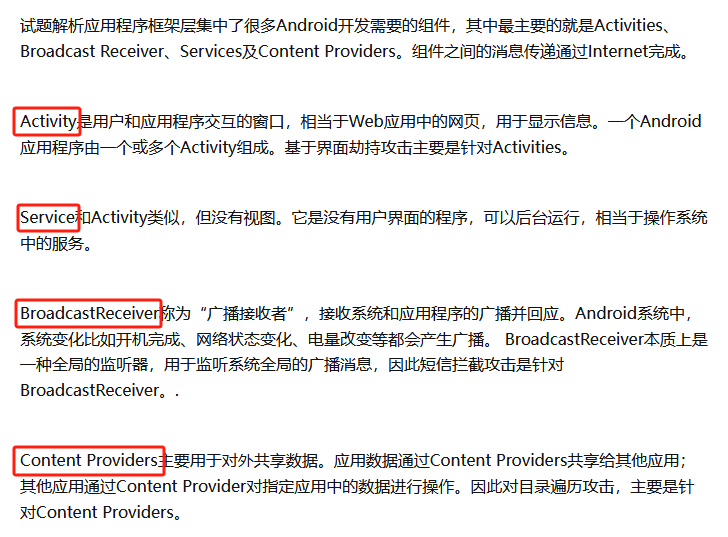 试题解析应用程序框架层集中了很多Android开发需要的组件，其中最主要的就是Activities、
Broadcast Receiver、Services及Content Providers。组件之间的消息传递通过Internet完成。
Activity是用户和应用程序交互的窗口，相当于Web应用中的网页，用于显示信息。一个Android
应用程序由一个或多个Activity组成。基于界面劫持攻击主要是针对Activities。
Service和Activity类似，但没有视图。它是没有用户界面的程序，可以后台运行，相当于操作系统
中的服务。
BroadcastReceiver称为“广播接收者”，接收系统和应用程序的广播并回应。Android系统中，
系统变化比如开机完成、网络状态变化、电量改变等都会产生广播。 BroadcastReceiver本质上是
一种全局的监听器，用于监听系统全局的广播消息，因此短信拦截攻击是针对
BroadcastReceiver。.
Content Providers主要用于对外共享数据。应用数据通过Content Providers共享给其他应用；
其他应用通过Content Provider对指定应用中的数据进行操作。因此对目录遍历攻击，主要是针
对Content Providers。